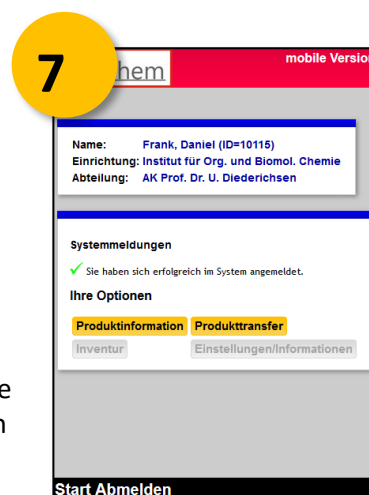 7
hem
mobile Versio
Name: Frank, Daniel (ID=10115)
Einrichtung: Institut für Org. und Biomol. Chemie
Abteilung: AK Prof. Dr. U. Diederichsen
Systemmeldungen
Sie haben sich erfolgreich im System angemeldet.
Ihre Optionen
Produktinformation Produkttransfer
Inventur Einstellungen/Informationen
e
n
Start Abmelden